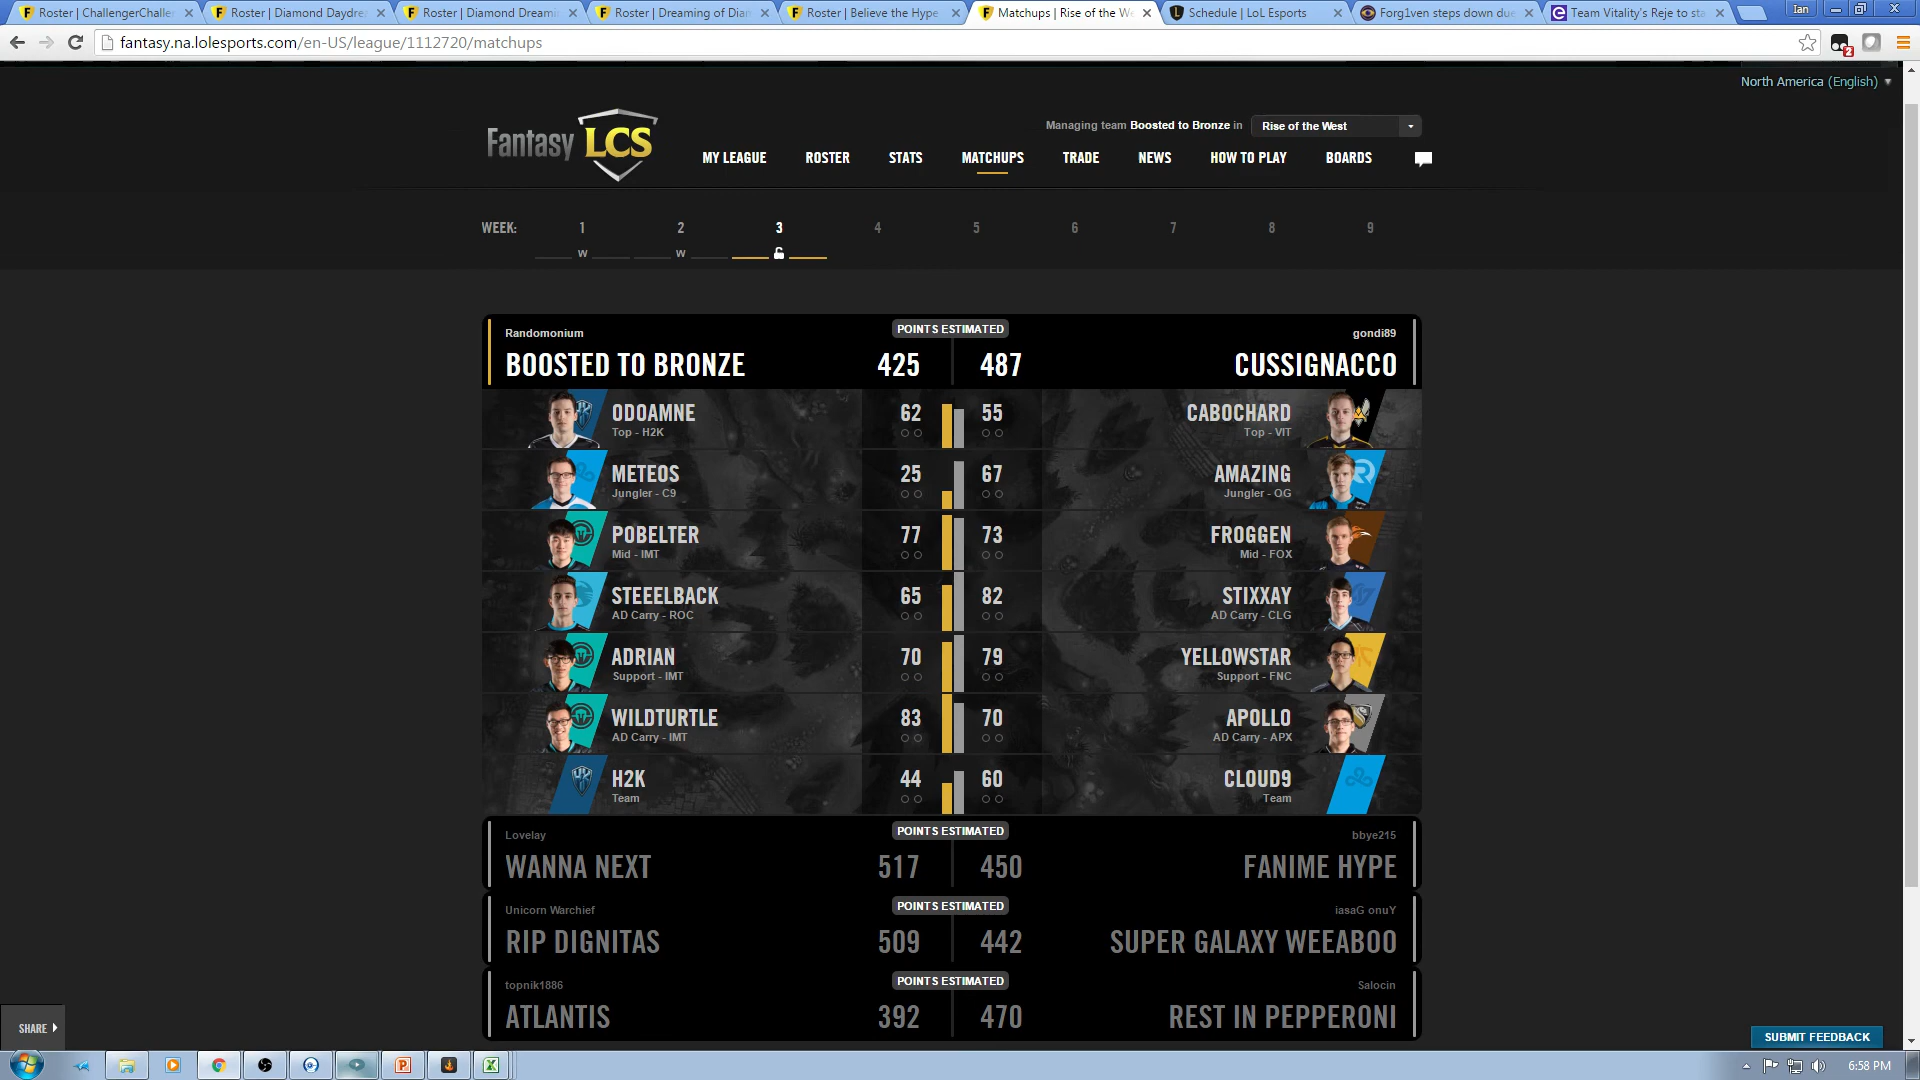 Roster | ChallengerChaller
Roster | Diamond Daydre
Roster | Diamond Dreami
Roster | Dreaming of Dia
Roster | Believe the Hype
Matchups | Rise of the We
Schedule | LoL Esports
Forg1ven steps down due
Team Vitality's Reje to sta
Ian
fantasy.na.lolesports.com/en-US/league/1112720/matchups
2
North America (English)
Fantasy LCS
Managing team Boosted to Bronze in Rise of the West
MY LEAGUE ROSTER STATS MATCHUPS TRADE NEWS HOW TO PLAY BOARDS
WEEK: 1 2 3 4 5 6 7 8 9
W W
Randomonium POINTS ESTIMATED gondi89
BOOSTED TO BRONZE 425 487 CUSSIGNACCO
ODOAMNE 62 55 CABOCHARD
Top - H2K Top - VIT
METEOS 25 67 AMAZING
Jungler - C9 Jungler - OG
POBELTER 77 73 FROGGEN
Mid - IMT Mid - FOX
STEEELBACK 65 82 STIXXAY
AD Carry - ROC AD Carry - CLG
ADRIAN 70 79 YELLOWSTAR
Support - IMT Support - FNC
WILDTURTLE 83 70 APOLLO
AD Carry - IMT AD Carry - APX
H2K 44 60 CLOUD9
Team Team
Lovelay POINTS ESTIMATED bbye215
WANNA NEXT 517 450 FANIME HYPE
Unicorn Warchief POINTS ESTIMATED iasaG onuY
RIP DIGNITAS 509 442 SUPER GALAXY WEEABOO
topnik1886 POINTS ESTIMATED Salocin
ATLANTIS 392 470 REST IN PEPPERONI
SHARE
SUBMIT FEEDBACK
6:58 PM